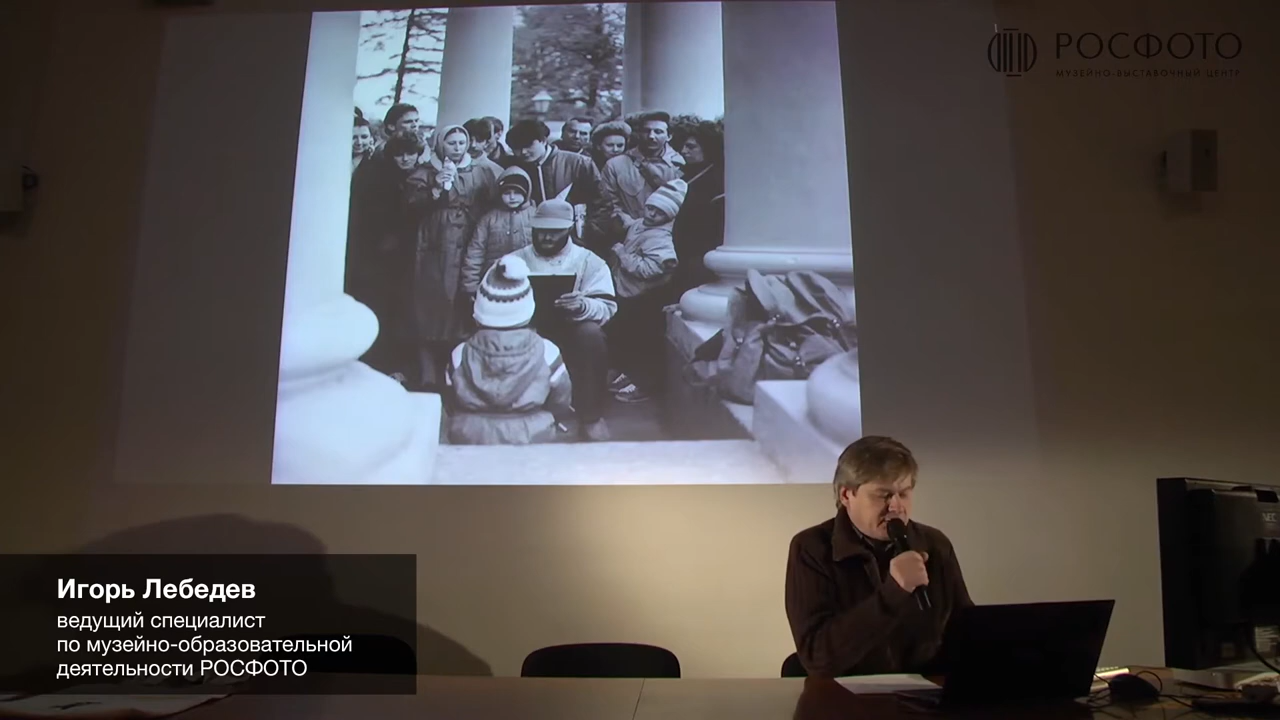 РОСФОТО
МУЗЕЙНО-ВЫСТАВОЧНЫЙ ЦЕНТР
Игорь Лебедев
ведущий специалист
по музейно-образовательной
деятельности РОСФОТО